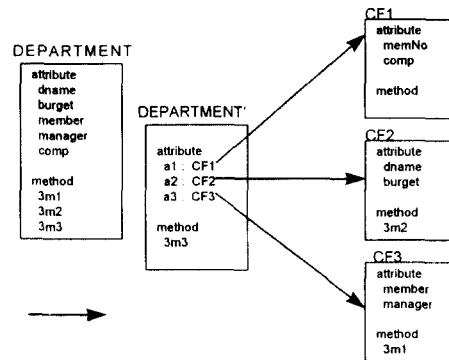 DEPARTMENT
attribute
dname
burget
member
manager
comp
method
3m1
3m2
3m3
DEPARTMENT'
attribute
a1 : CF1
a2 : CF2
a3 : CF3
method
3m3
CF1
attribute
memNo
comp
method
CF2
attribute
dname
burget
method
3m2
CF3
attribute
member
manager
method
3m1